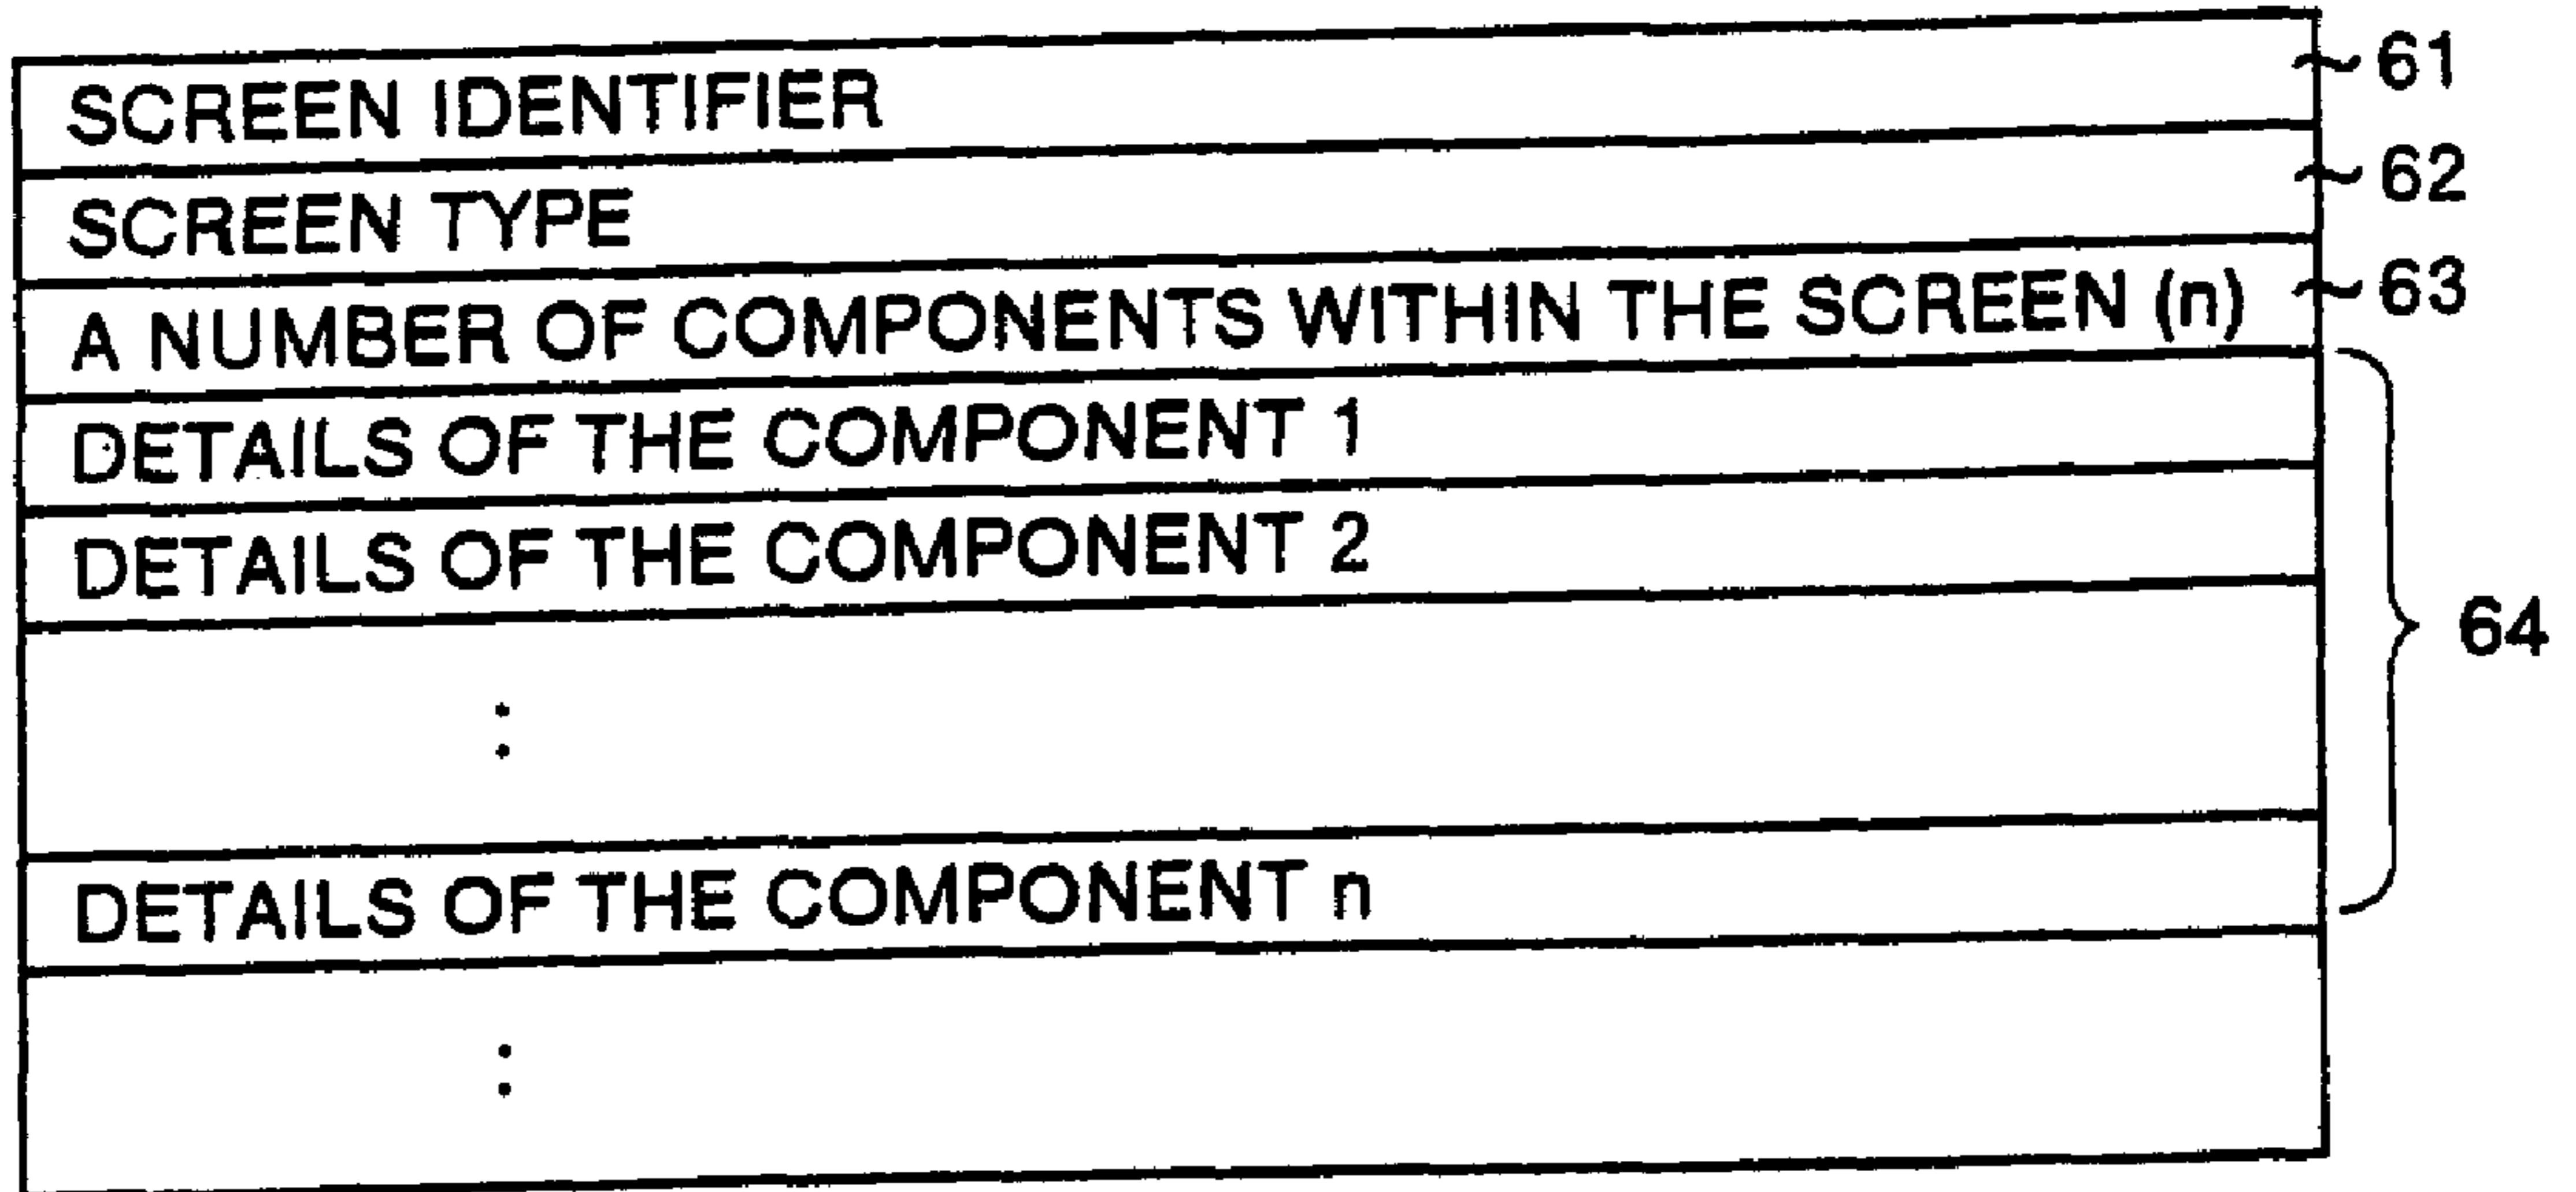 SCREEN IDENTIFIER 61
SCREEN TYPE 62
A NUMBER OF COMPONENTS WITHIN THE SCREEN (n) 63
DETAILS OF THE COMPONENT 1
DETAILS OF THE COMPONENT 2
:
64
DETAILS OF THE COMPONENT n
: